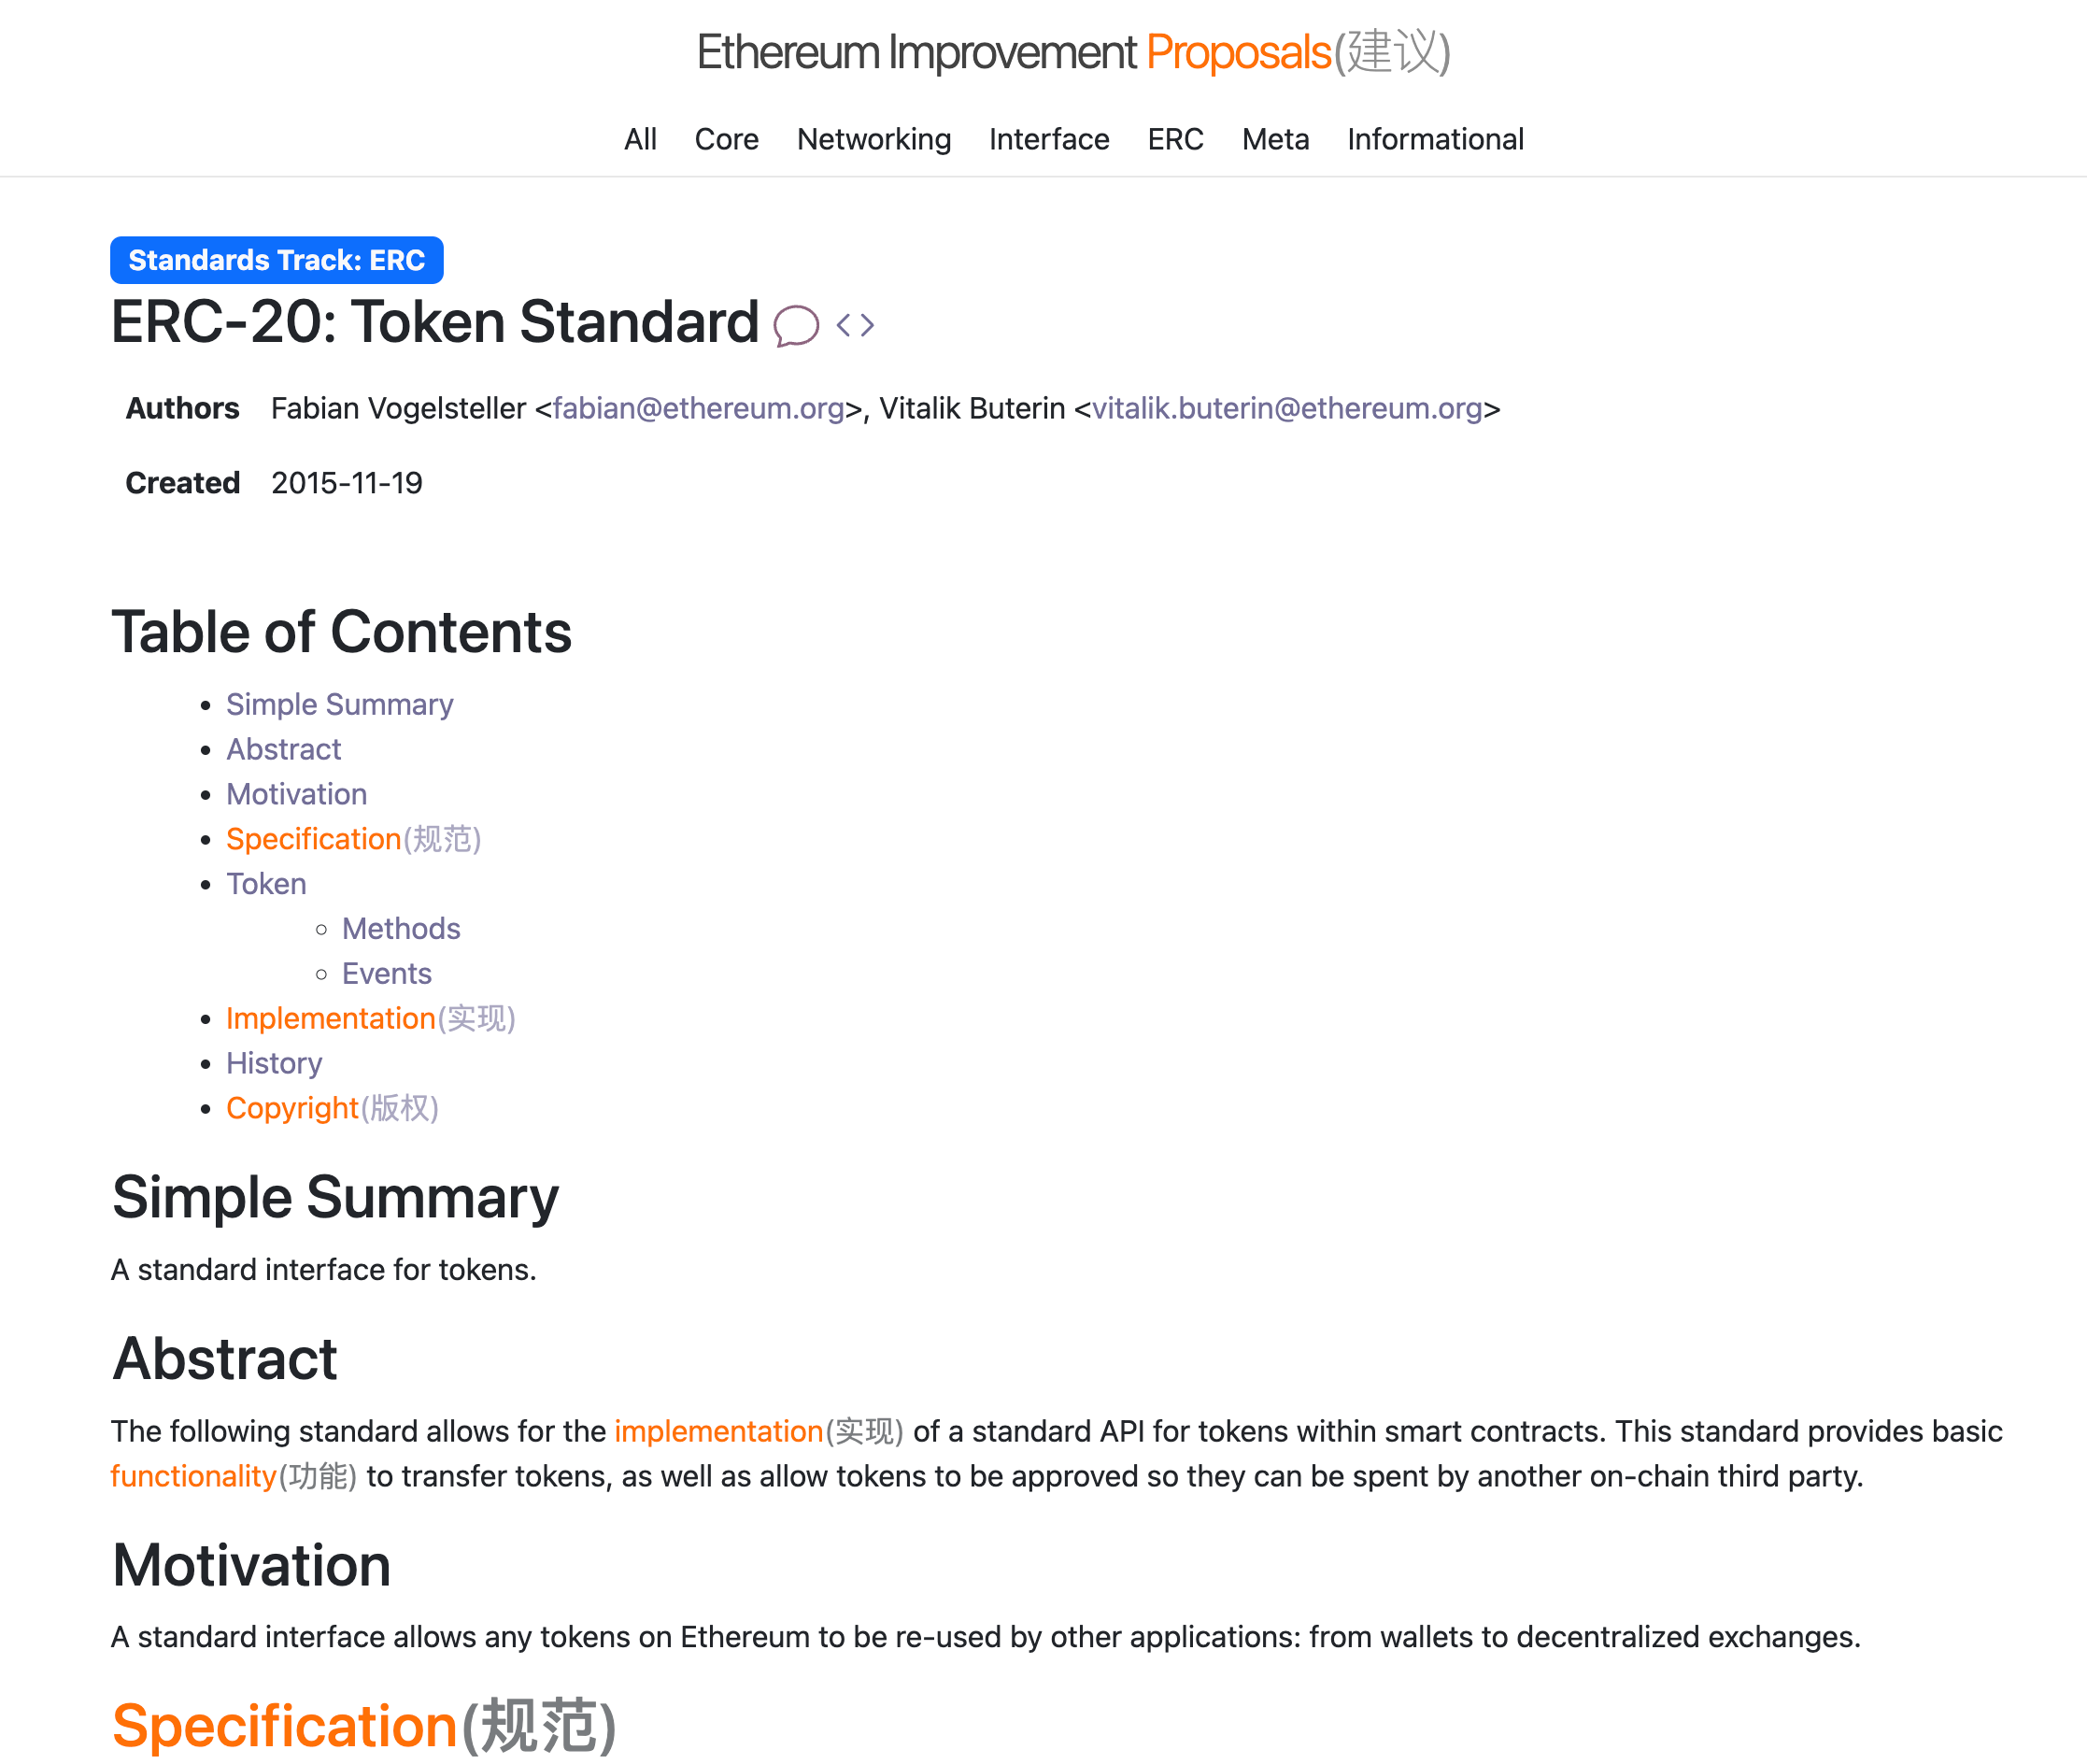 Ethereum Improvement Proposals(建议)
All Core Networking Interface ERC Meta Informational
Standards Track: ERC
ERC-20: Token Standard
Authors Fabian Vogelsteller <fabian@ethereum.org>, Vitalik Buterin <vitalik.buterin@ethereum.org>
Created 2015-11-19
Table of Contents
Simple Summary
Abstract
Motivation
Specification(规范)
Token
Methods
Events
Implementation(实现)
History
Copyright(版权)
Simple Summary
A standard interface for tokens.
Abstract
The following standard allows for the implementation(实现) of a standard API for tokens within smart contracts. This standard provides basic
functionality(功能) to transfer tokens, as well as allow tokens to be approved so they can be spent by another on-chain third party.
Motivation
A standard interface allows any tokens on Ethereum to be re-used by other applications: from wallets to decentralized exchanges.
Specification(规范)